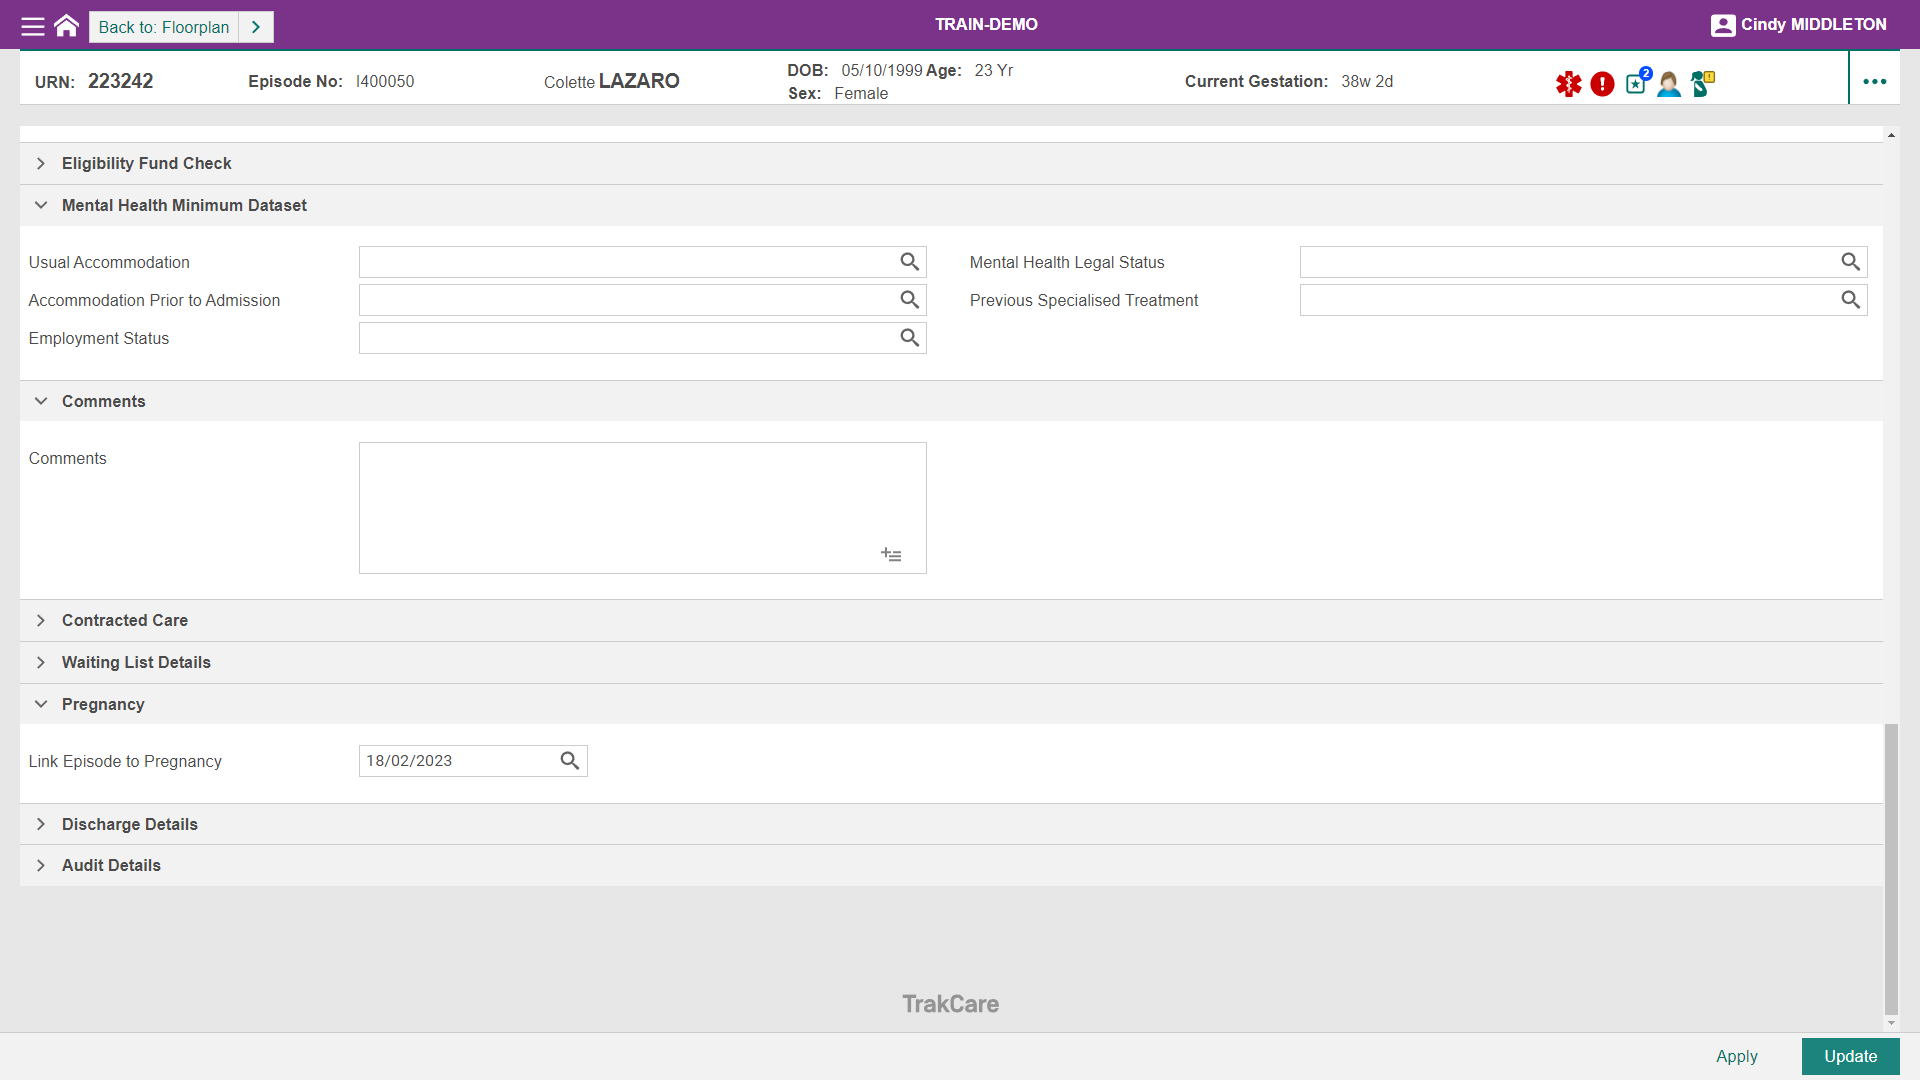 Back to: Floorplan
TRAIN-DEMO
Cindy MIDDLETON
URN: 223242
Episode No: I400050
Colette LAZARO
DOB: 05/10/1999 Age: 23 Yr
Sex: Female
Current Gestation: 38w 2d
2
Eligibility Fund Check
Mental Health Minimum Dataset
Usual Accommodation
Mental Health Legal Status
Accommodation Prior to Admission
Previous Specialised Treatment
Employment Status
Comments
Comments
Contracted Care
Waiting List Details
Pregnancy
Link Episode to Pregnancy
18/02/2023
Discharge Details
Audit Details
TrakCare
Apply
Update